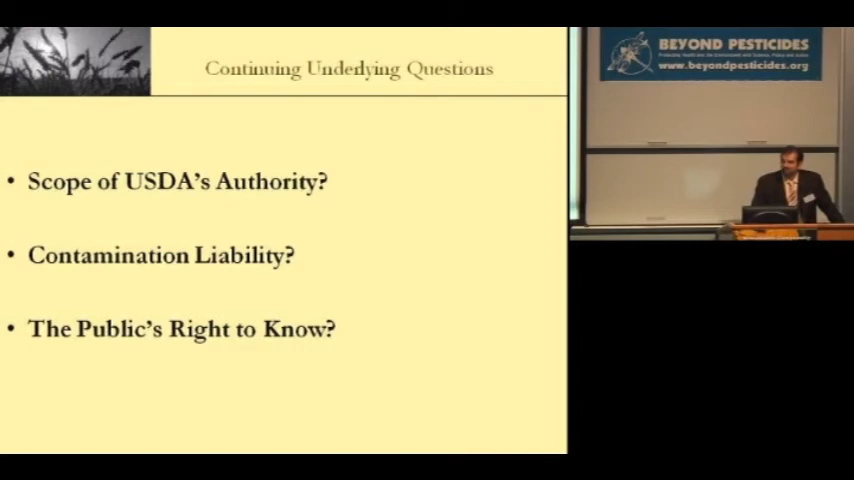 Continuing Underlying Questions
• Scope of USDA's Authority?
• Contamination Liability?
• The Public's Right to Know?
BEYOND PESTICIDES
www.beyondpesticides.org